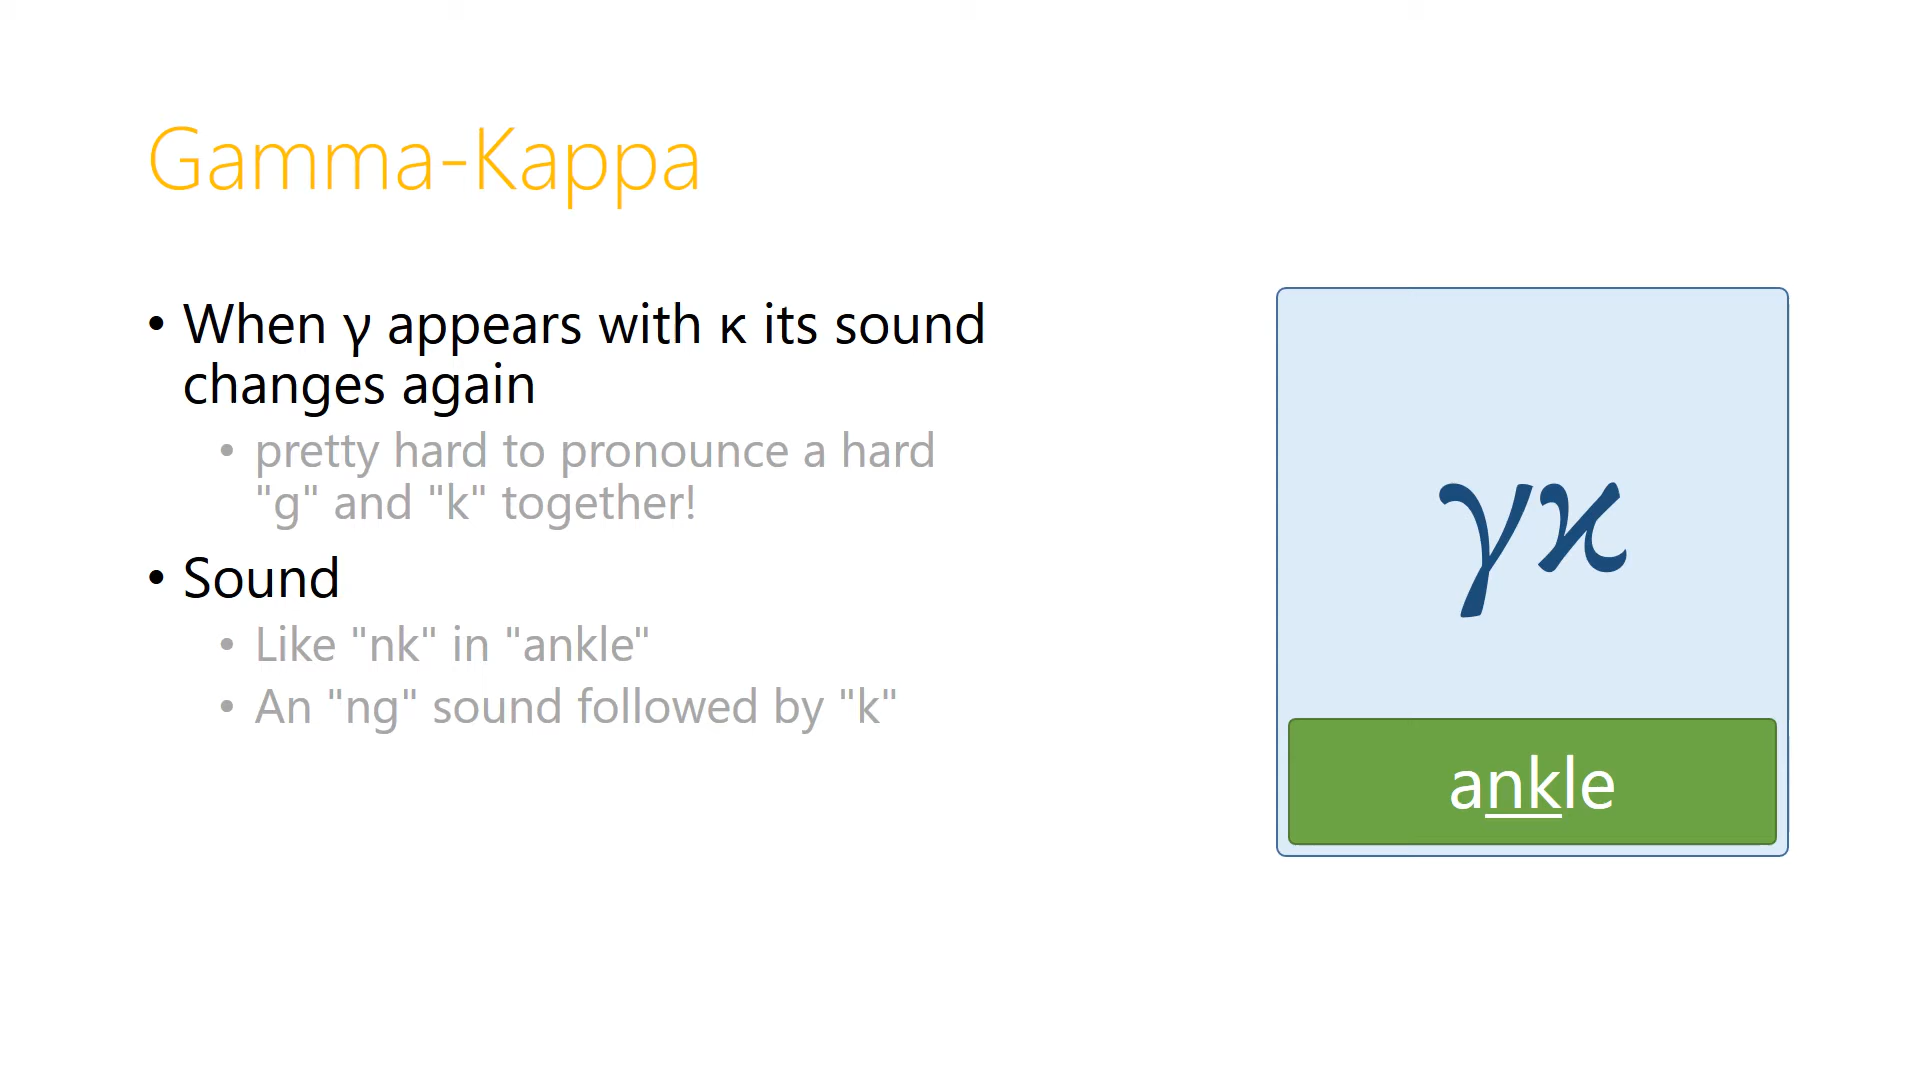 Gamma-Kappa
• When γ appears with κ its sound
changes again
• pretty hard to pronounce a hard
"g" and "k" together!
• Sound
• Like "nk" in "ankle"
• An "ng" sound followed by "k"
γκ
ankle